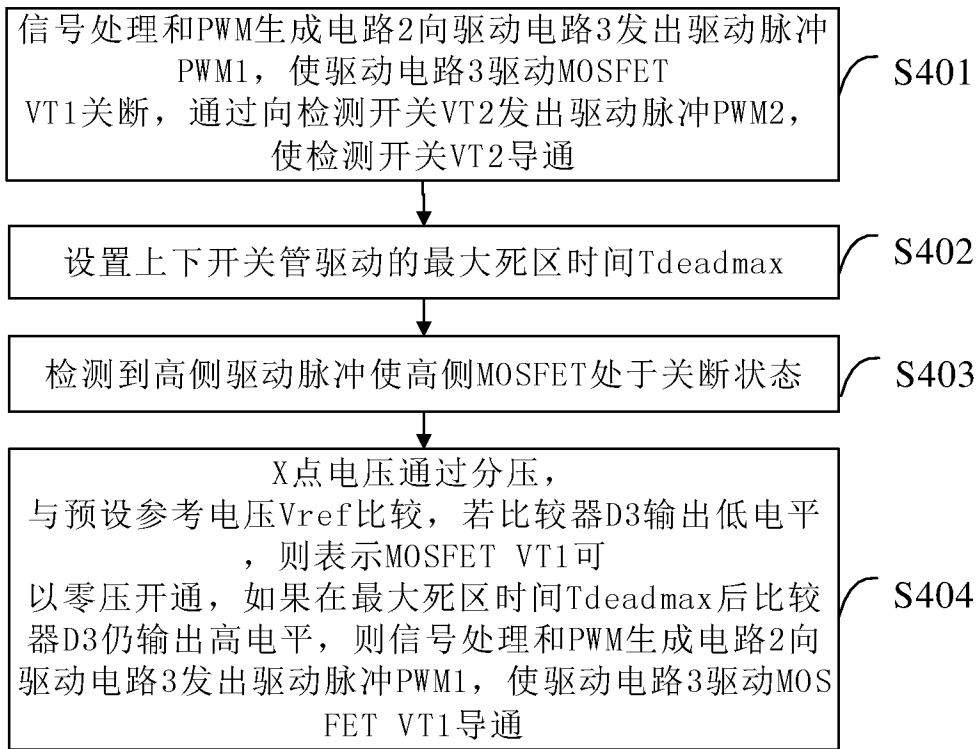 信号处理和PWM生成电路2向驱动电路3发出驱动脉冲
PWM1，使驱动电路3驱动MOSFET
VT1关断，通过向检测开关VT2发出驱动脉冲PWM2，
使检测开关VT2导通
S401
设置上下开关管驱动的最大死区时间Tdeadmax
S402
检测到高侧驱动脉冲使高侧MOSFET处于关断状态
S403
X点电压通过分压，
与预设参考电压Vref比较，若比较器D3输出低电平
，则表示MOSFET VT1可
以零压开通，如果在最大死区时间Tdeadmax后比较
器D3仍输出高电平，则信号处理和PWM生成电路2向
驱动电路3发出驱动脉冲PWM1，使驱动电路3驱动MOS
FET VT1导通
S404